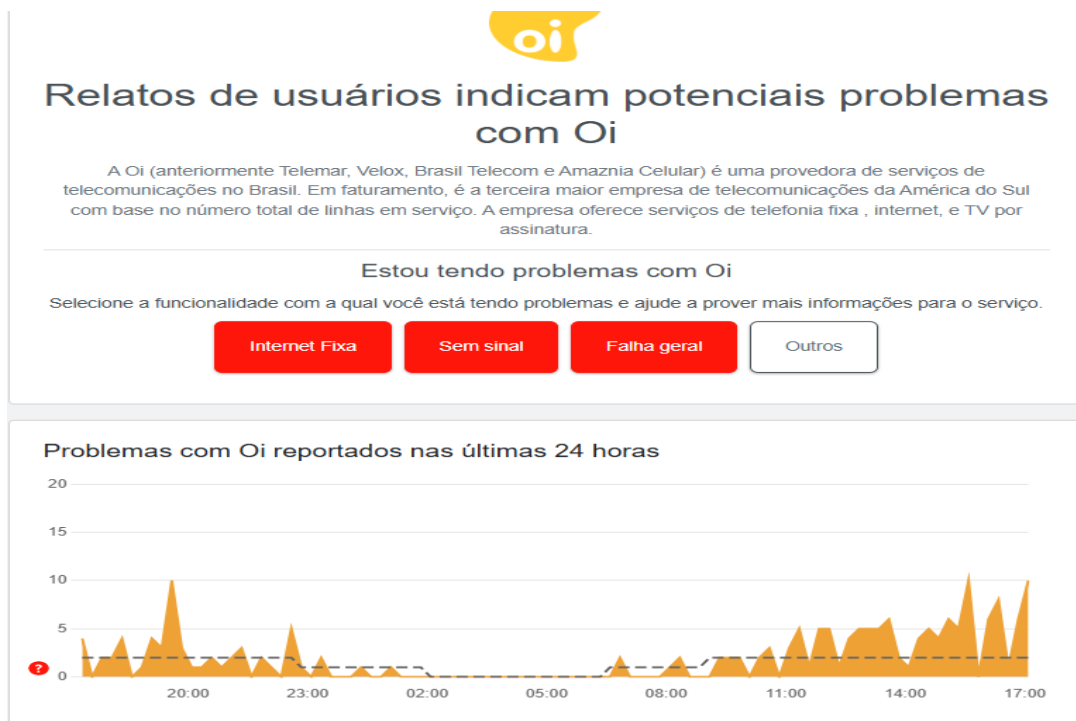 oi
Relatos de usuários indicam potenciais problemas
com Oi
A Oi (anteriormente Telemar, Velox, Brasil Telecom e Amaznia Celular) é uma provedora de serviços de
telecomunicações no Brasil. Em faturamento, é a terceira maior empresa de telecomunicações da América do Sul
com base no número total de linhas em serviço. A empresa oferece serviços de telefonia fixa , internet, e TV por
assinatura.
Estou tendo problemas com Oi
Selecione a funcionalidade com a qual você está tendo problemas e ajude a prover mais informações para o serviço.
Internet Fixa Sem sinal Falha geral Outros
Problemas com Oi reportados nas últimas 24 horas
20
15
10
5
?
0
20:00 23:00 02:00 05:00 08:00 11:00 14:00 17:00